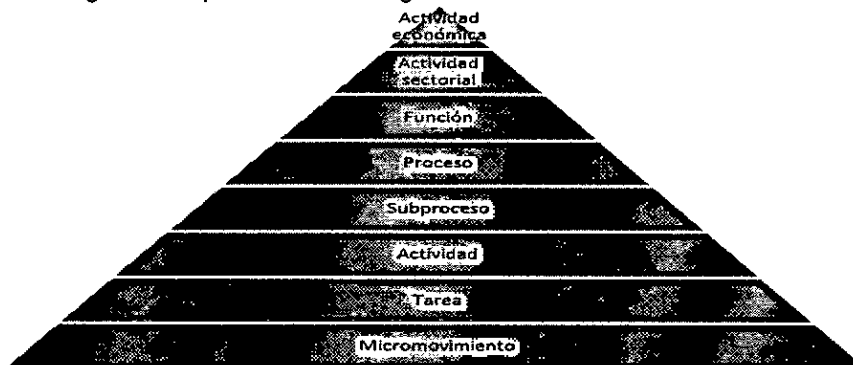 Actividad
económica
Actividad
sectorial
Función
Proceso
Subproceso
Actividad
Tarea
Micromovimiento